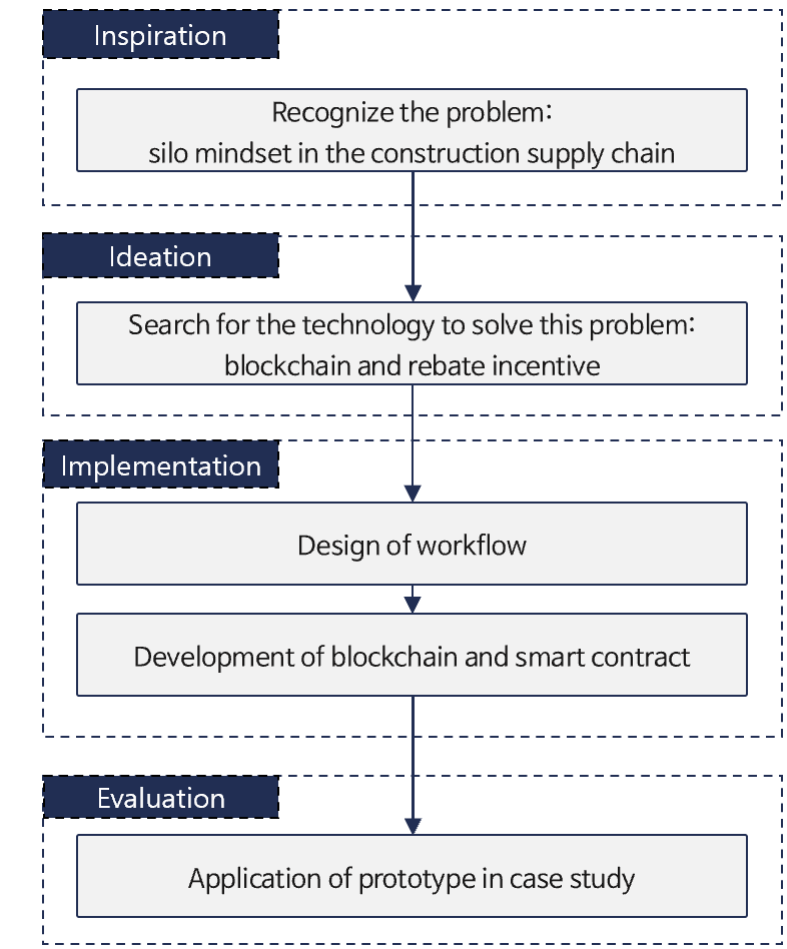 Inspiration
Recognize the problem:
silo mindset in the construction supply chain
Ideation
Search for the technology to solve this problem:
blockchain and rebate incentive
Implementation
Design of workflow
Development of blockchain and smart contract
Evaluation
Application of prototype in case study